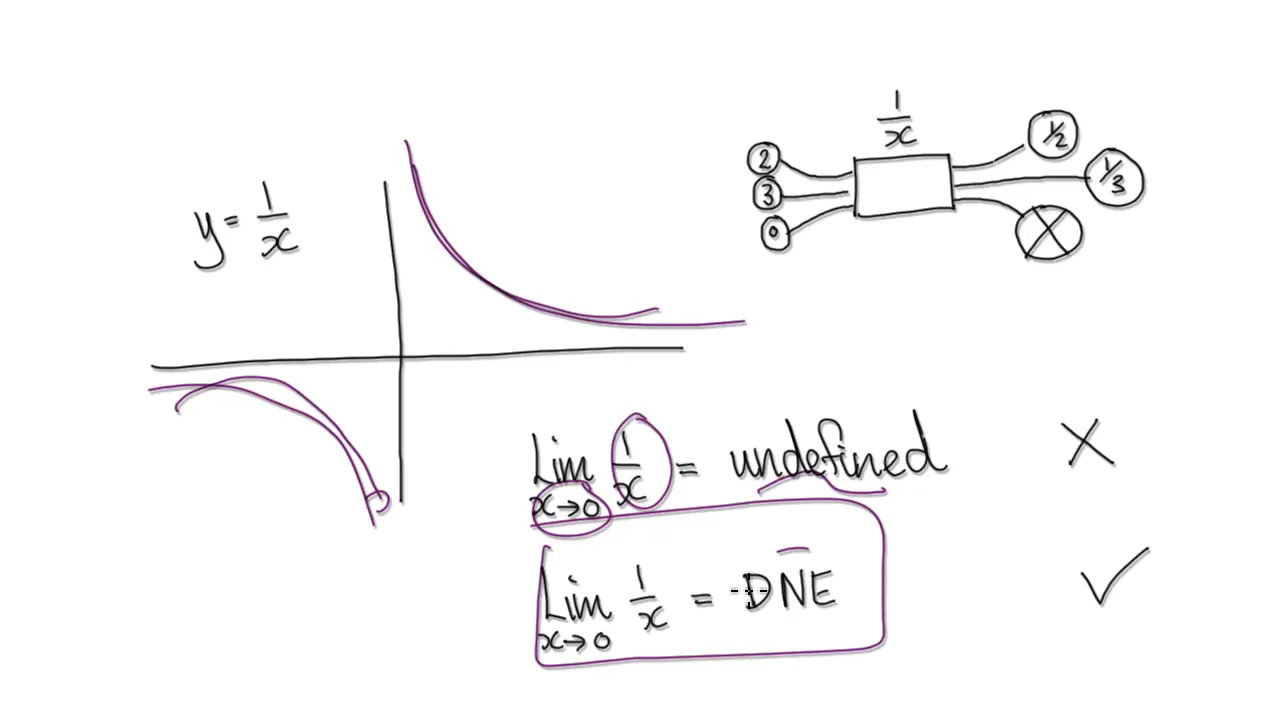 y = 1/x
1/x
2
1/2
3
1/3
0
Lim x→0 1/x = undefined X
Lim x→0 1/x = DNE ✓